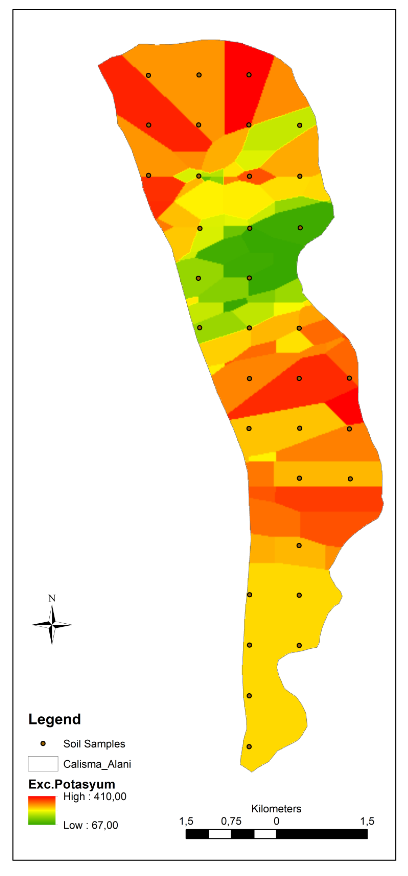 N
Legend
Soil Samples
Calisma_Alani
Exc.Potasyum
High : 410,00
Low : 67,00
Kilometers
1,5 0,75 0 1,5